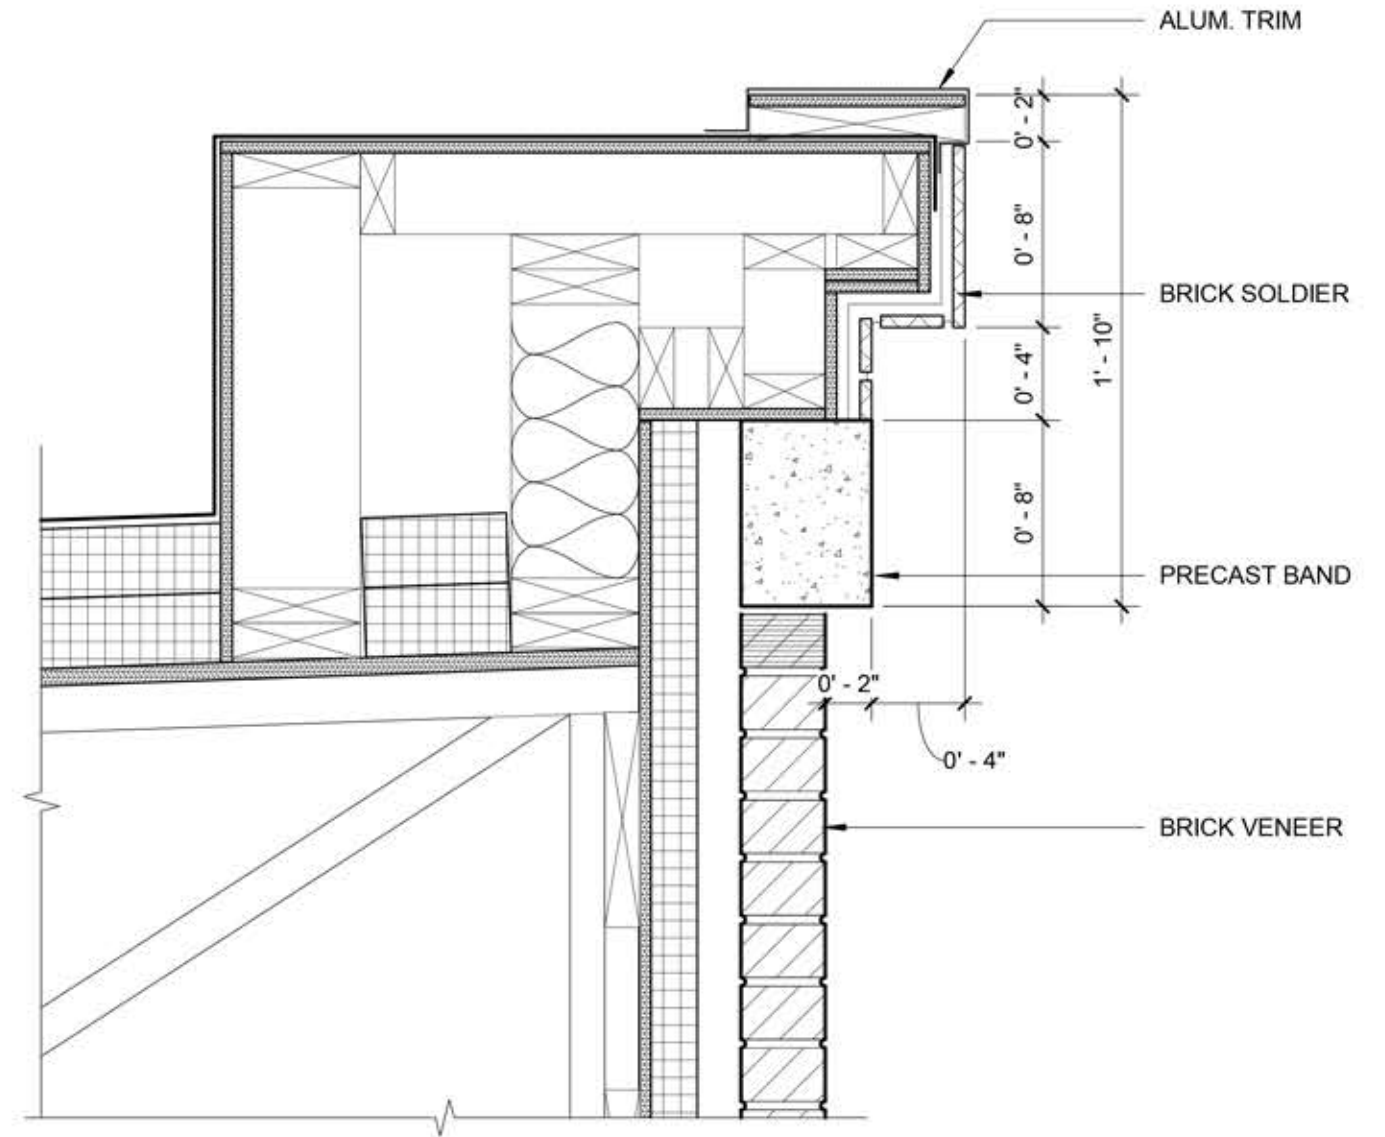 ALUM. TRIM
0' - 2"
0' - 8"
BRICK SOLDIER
1' - 10"
0' - 4"
0' - 8"
PRECAST BAND
0' - 2"
0' - 4"
BRICK VENEER